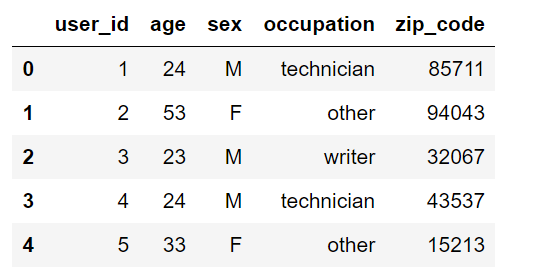 user_id age sex occupation zip_code
0 1 24 M technician 85711
1 2 53 F other 94043
2 3 23 M writer 32067
3 4 24 M technician 43537
4 5 33 F other 15213